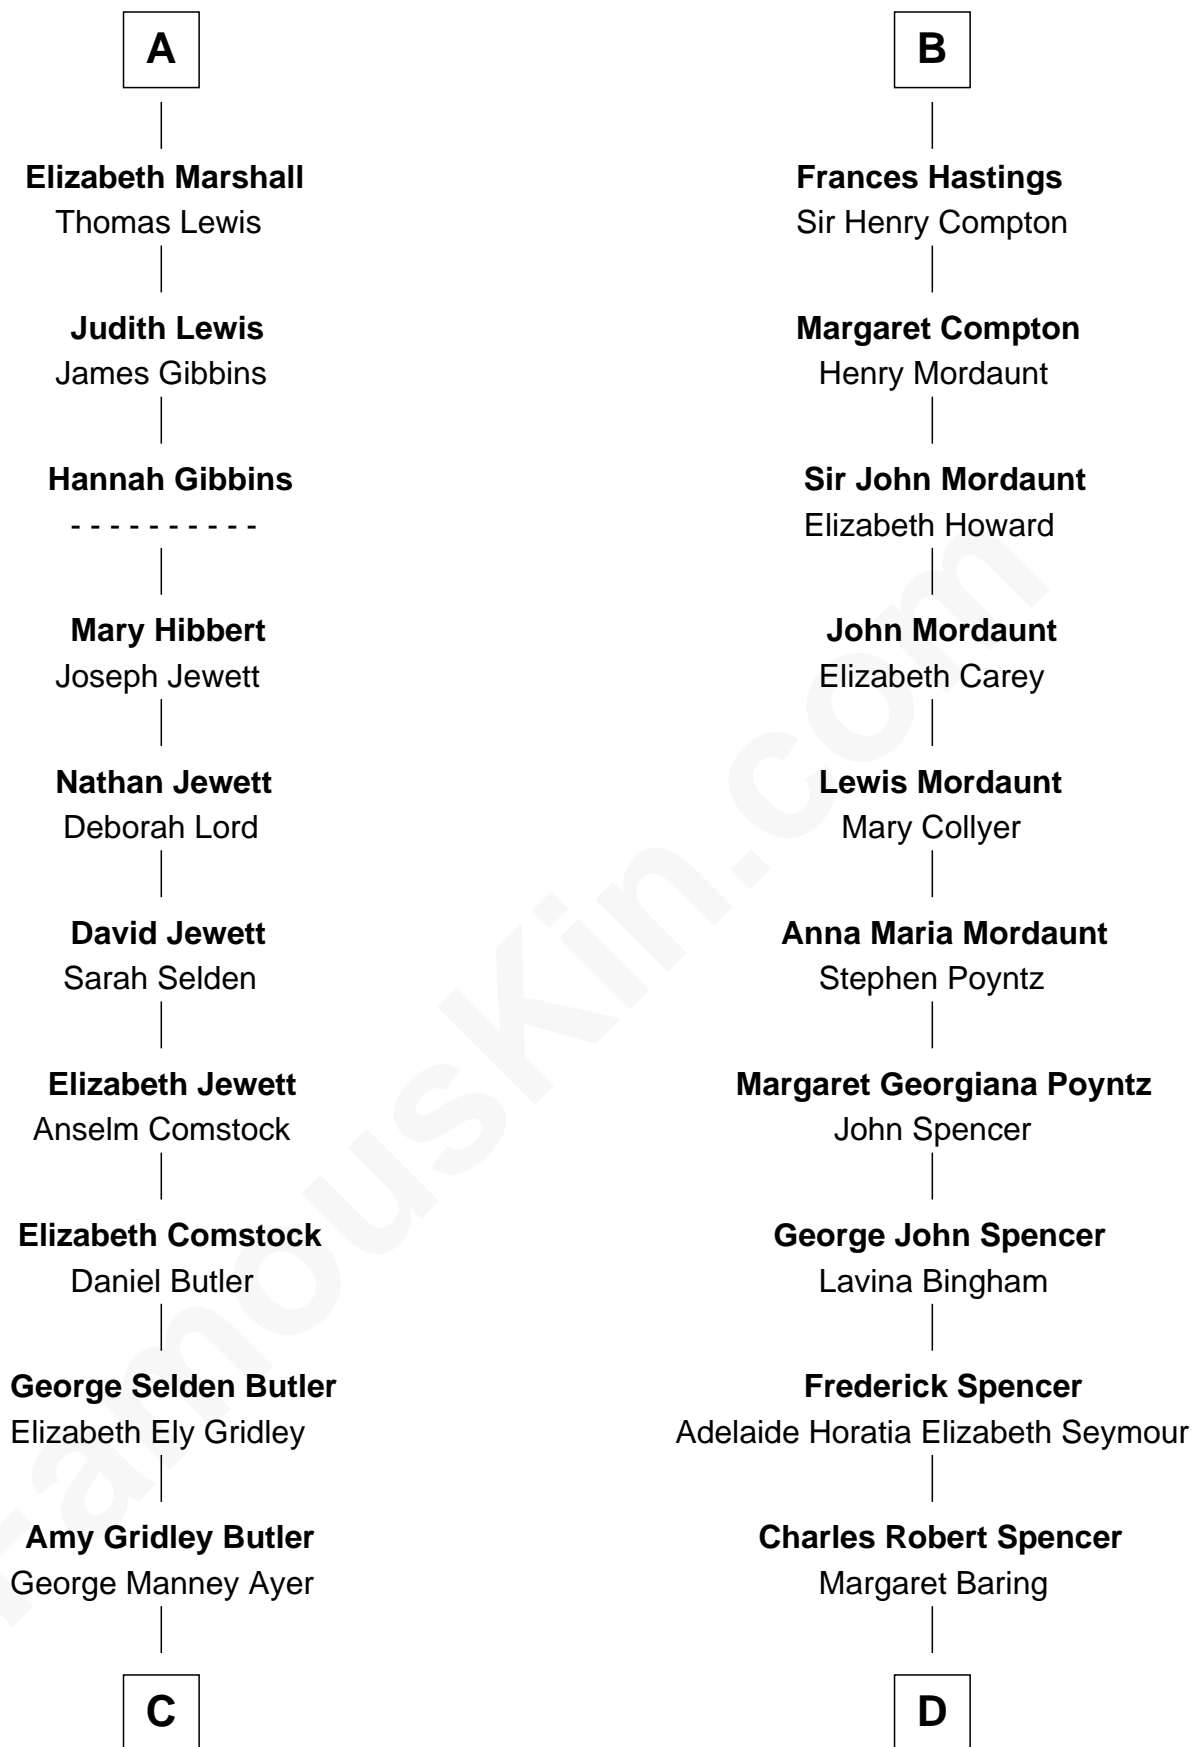 A
Elizabeth Marshall
Thomas Lewis
Judith Lewis
James Gibbins
Hannah Gibbins
- - - - - - - - - -
Mary Hibbert
Joseph Jewett
Nathan Jewett
Deborah Lord
David Jewett
Sarah Selden
Elizabeth Jewett
Anselm Comstock
Elizabeth Comstock
Daniel Butler
George Selden Butler
Elizabeth Ely Gridley
Amy Gridley Butler
George Manney Ayer
C
B
Frances Hastings
Sir Henry Compton
Margaret Compton
Henry Mordaunt
Sir John Mordaunt
Elizabeth Howard
John Mordaunt
Elizabeth Carey
Lewis Mordaunt
Mary Collyer
Anna Maria Mordaunt
Stephen Poyntz
Margaret Georgiana Poyntz
John Spencer
George John Spencer
Lavina Bingham
Frederick Spencer
Adelaide Horatia Elizabeth Seymour
Charles Robert Spencer
Margaret Baring
D
FamousKin.com